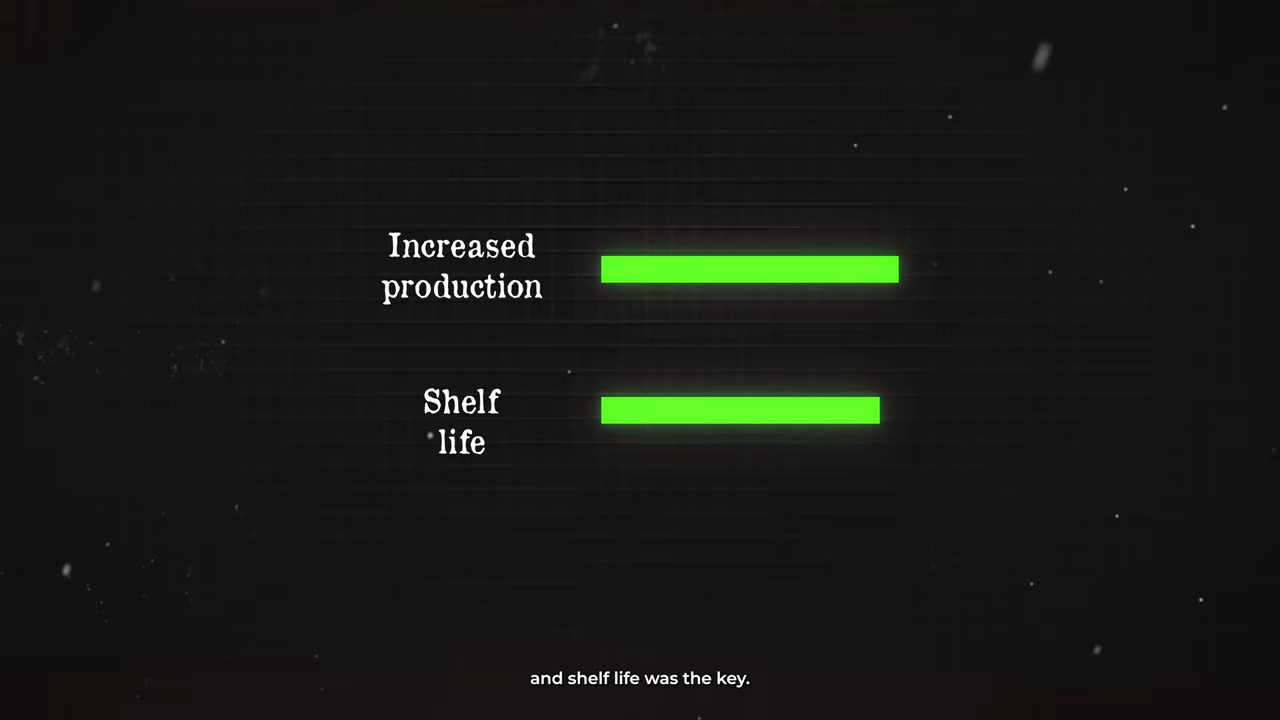 Increased
production
Shelf
life
and shelf life was the key.